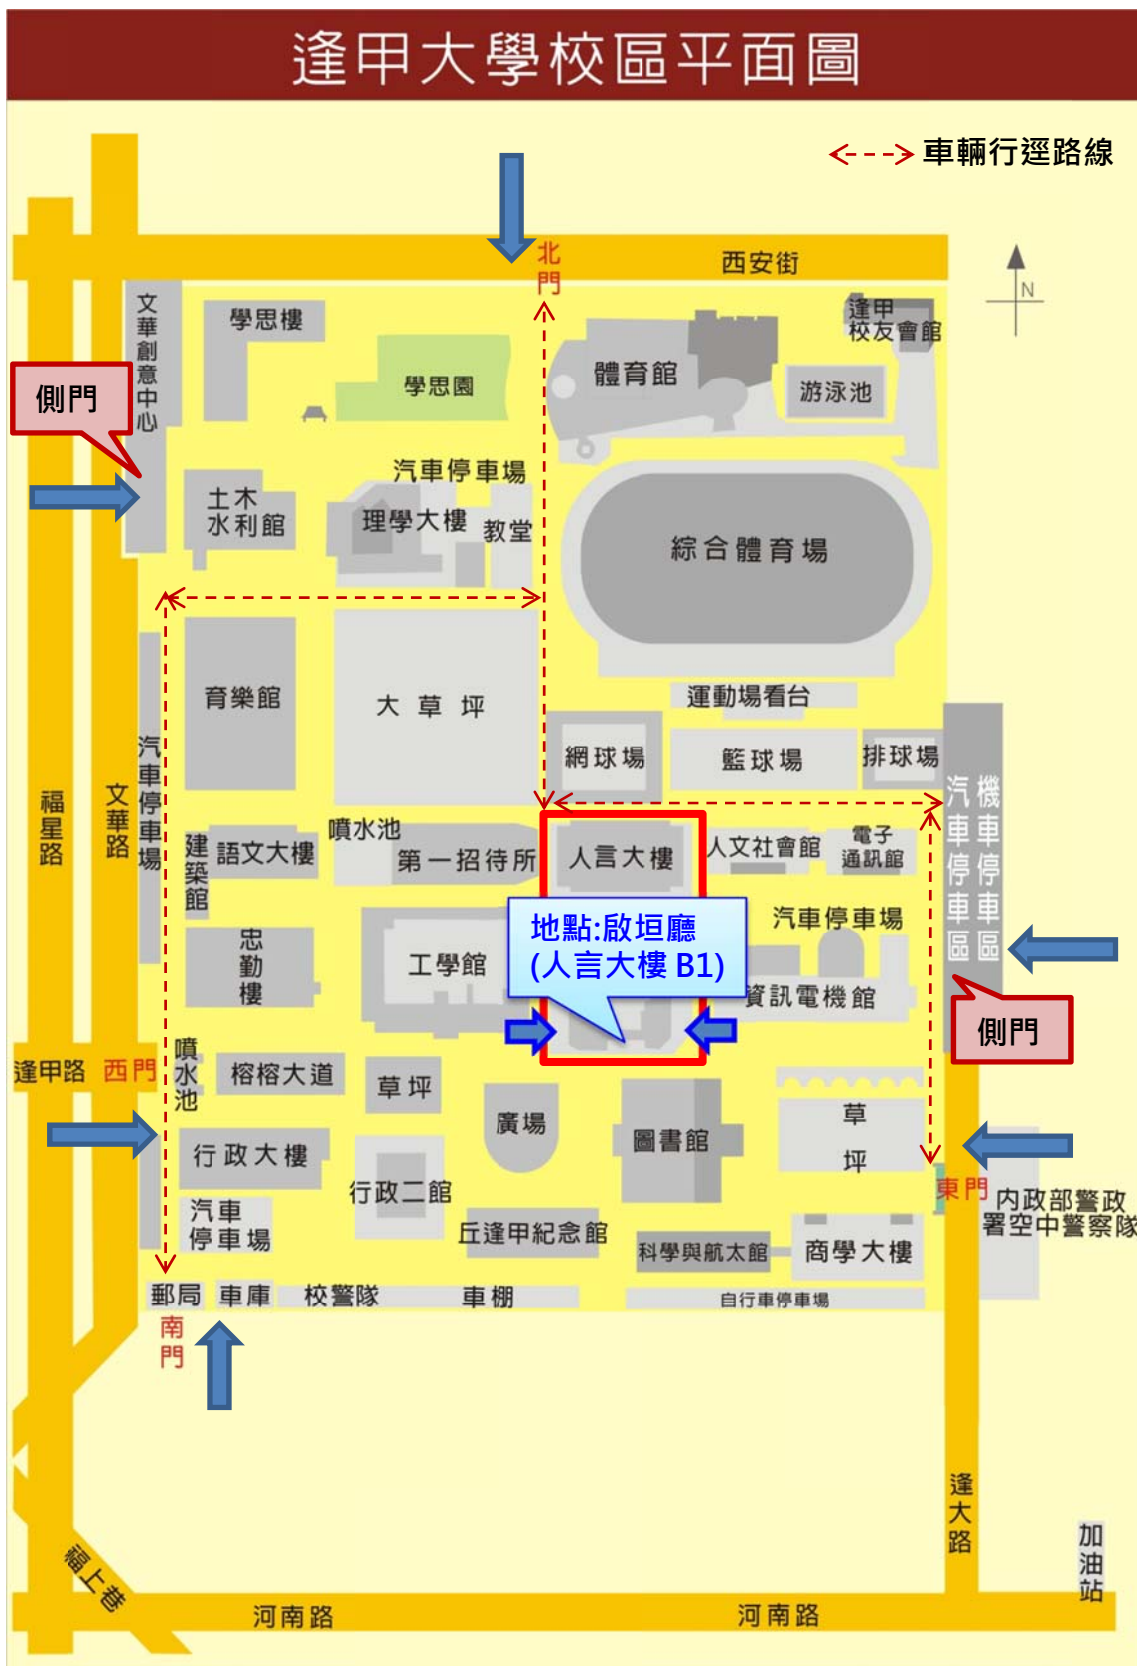 逢甲大學校區平面圖
車輛行逕路線
北門
西安街
N
文華創意中心
學思樓
學思園
體育館
逢甲
校友會館
游泳池
側門
汽車停車場
土木
水利館
理學大樓
教堂
綜合體育場
育樂館
大草坪
運動場看台
網球場
籃球場
排球場
汽車停車場
福星路
文華路
汽車停車區
機車停車區
噴水池
建築館
語文大樓
第一招待所
人言大樓
人文社會館
電子
通訊館
地點:啟垣廳
(人言大樓 B1)
汽車停車場
忠勤樓
工學館
資訊電機館
側門
逢甲路
西門
噴水池
榕榕大道
草坪
廣場
圖書館
草坪
行政大樓
行政二館
東門
內政部警政
署空中警察隊
汽車
停車場
丘逢甲紀念館
科學與航太館
商學大樓
郵局
車庫
校警隊
車棚
自行車停車場
南門
逢大路
加油站
福上巷
河南路
河南路